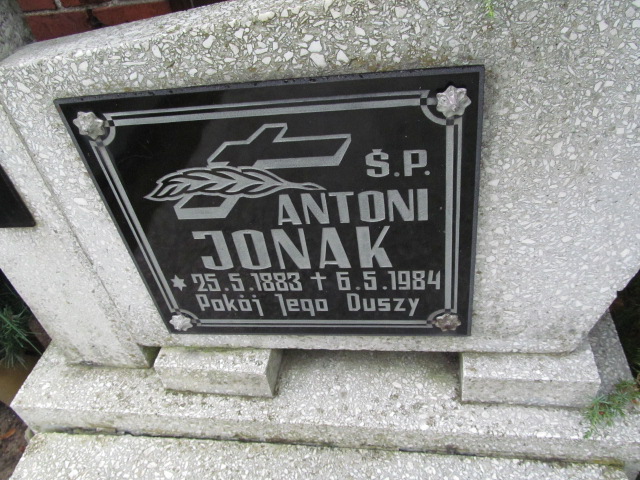 Ś.P.
ANTONI
JONAK
* 25.5.1883 + 6.5.1984
Pokój Jego Duszy